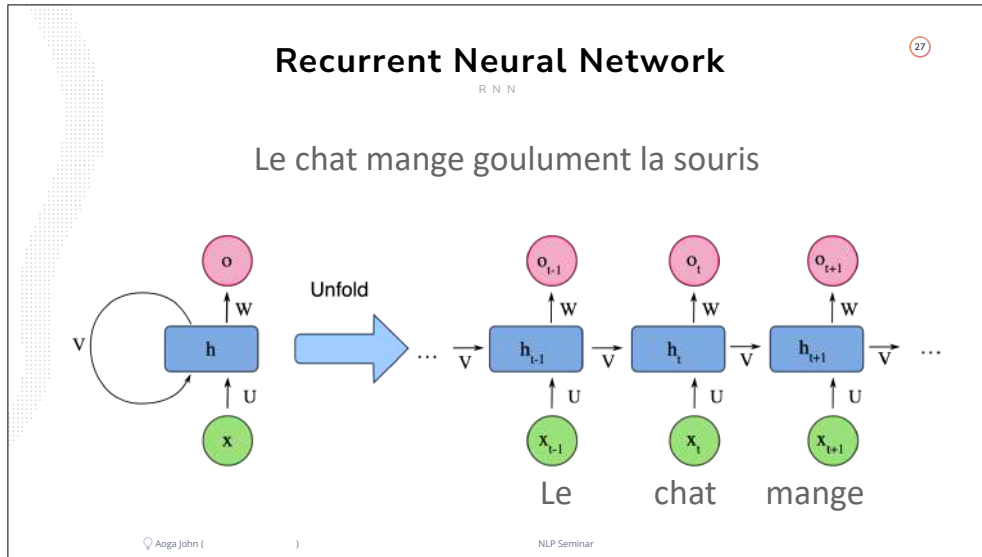 Recurrent Neural Network
27
RNN
Le chat mange goulument la souris
o o_{t-1} o_t o_{t+1}
Unfold
W W W W
V h ... V h_{t-1} V h_t V h_{t+1} V ...
U U U U
x x_{t-1} x_t x_{t+1}
Le chat mange
Aoga John ( ) NLP Seminar